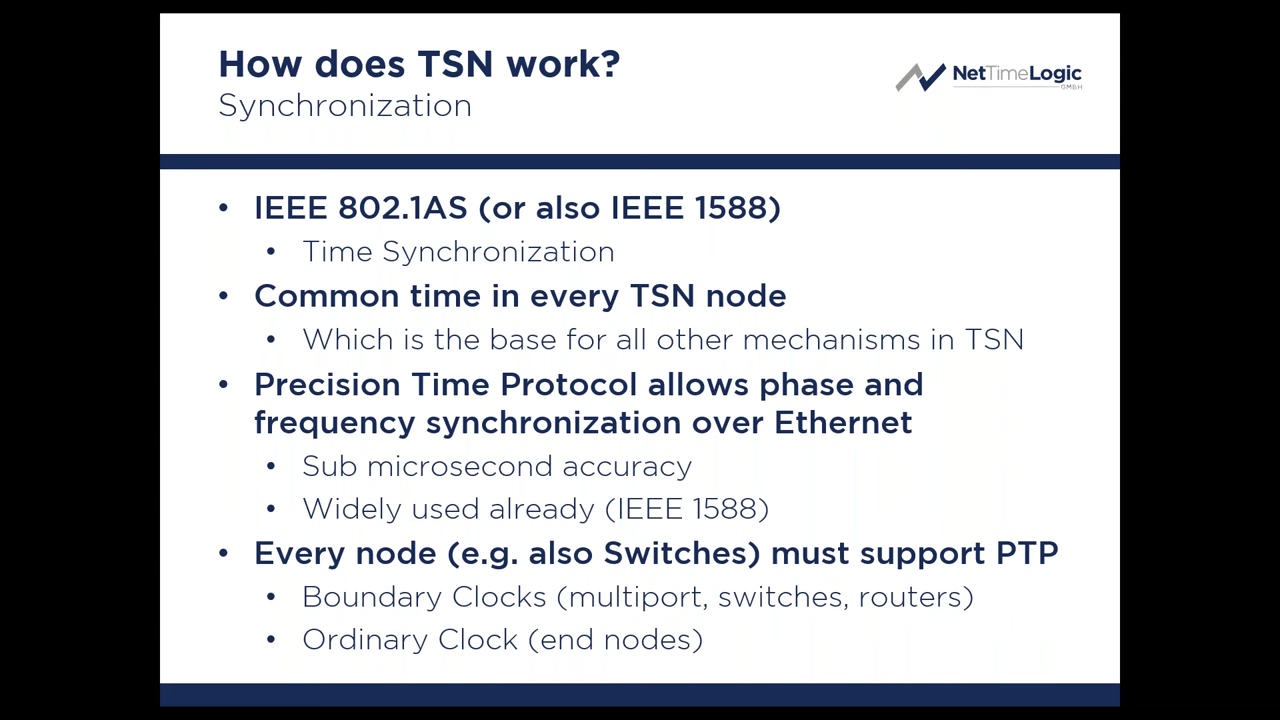 How does TSN work?
Synchronization
NetTimeLogic
GMBH
• IEEE 802.1AS (or also IEEE 1588)
• Time Synchronization
• Common time in every TSN node
• Which is the base for all other mechanisms in TSN
• Precision Time Protocol allows phase and
frequency synchronization over Ethernet
• Sub microsecond accuracy
• Widely used already (IEEE 1588)
• Every node (e.g. also Switches) must support PTP
• Boundary Clocks (multiport, switches, routers)
• Ordinary Clock (end nodes)